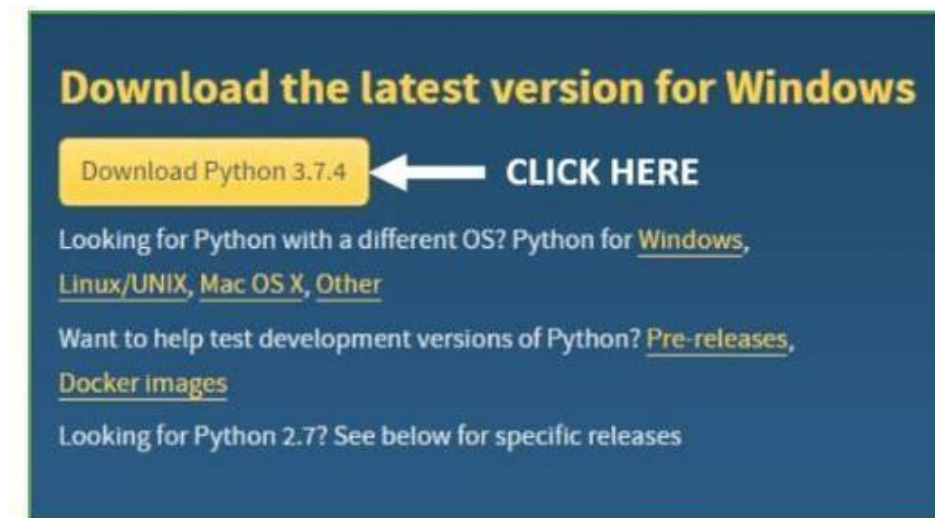 Download the latest version for Windows
Download Python 3.7.4 CLICK HERE
Looking for Python with a different OS? Python for Windows,
Linux/UNIX, Mac OS X, Other
Want to help test development versions of Python? Pre-releases,
Docker images
Looking for Python 2.7? See below for specific releases